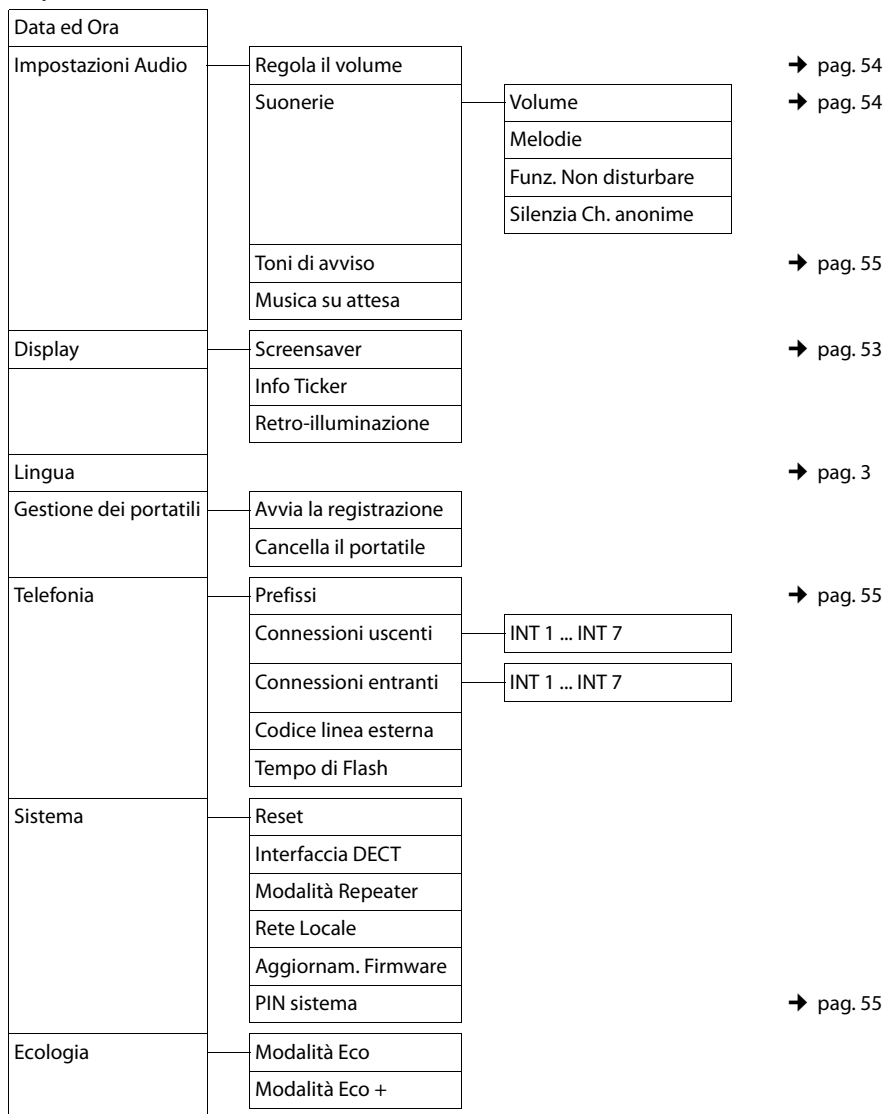 Data ed Ora
Impostazioni Audio Regola il volume ➔ pag. 54
Suonerie Volume ➔ pag. 54
Melodie
Funz. Non disturbare
Silenzia Ch. anonime
Toni di avviso ➔ pag. 55
Musica su attesa
Display Screensaver ➔ pag. 53
Info Ticker
Retro-illuminazione
Lingua ➔ pag. 3
Gestione dei portatili Avvia la registrazione
Cancella il portatile
Telefonia Prefissi ➔ pag. 55
Connessioni uscenti INT 1 ... INT 7
Connessioni entranti INT 1 ... INT 7
Codice linea esterna
Tempo di Flash
Sistema Reset
Interfaccia DECT
Modalità Repeater
Rete Locale
Aggiornam. Firmware
PIN sistema ➔ pag. 55
Ecologia Modalità Eco
Modalità Eco +